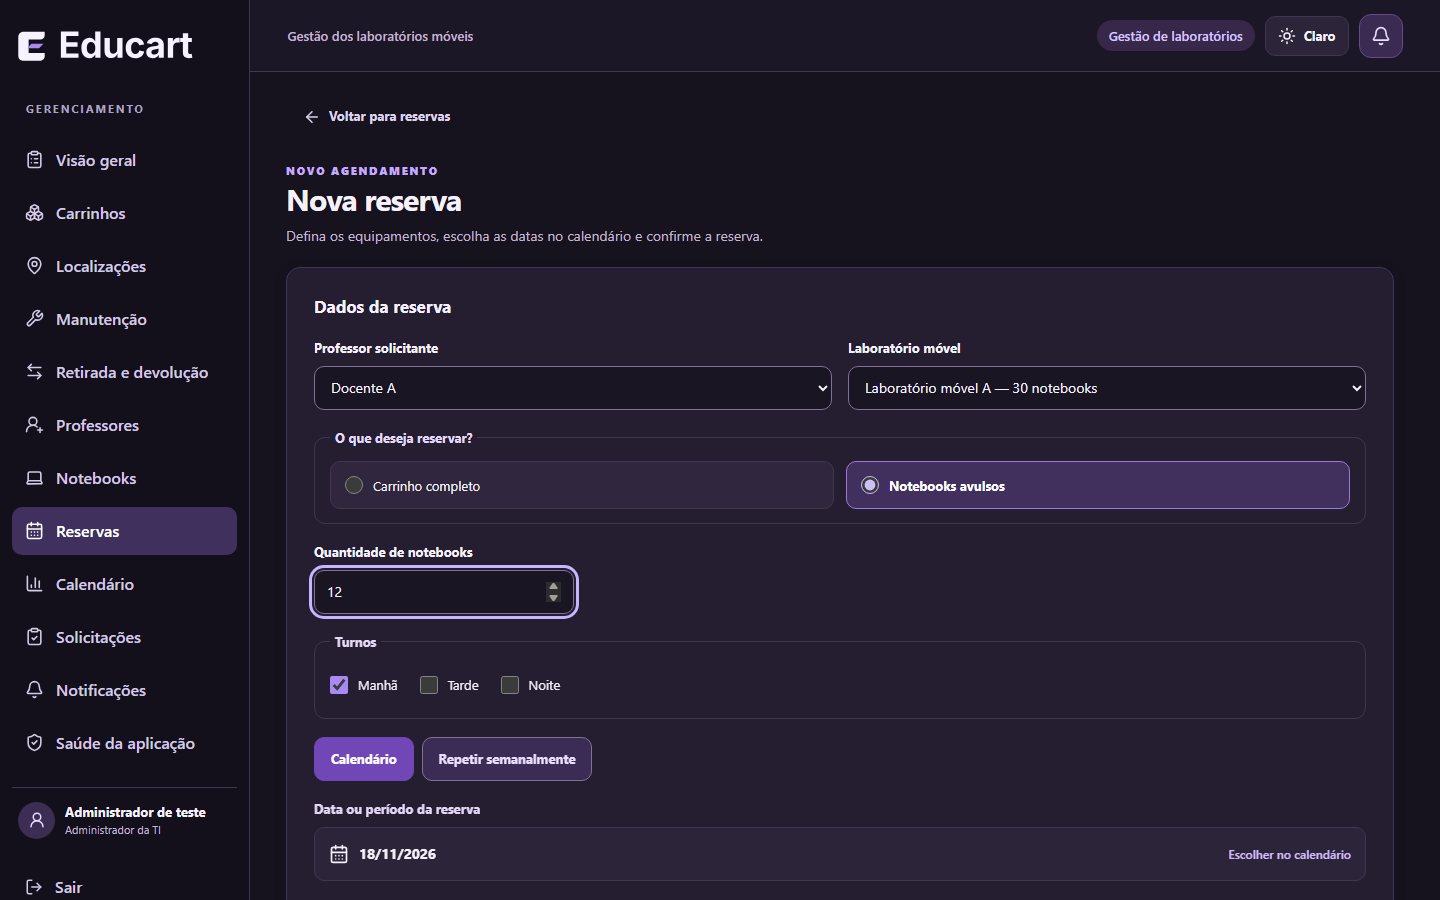 Educart
Gestão dos laboratórios móveis
Gestão de laboratórios
Claro
GERENCIAMENTO
Visão geral
Carrinhos
Localizações
Manutenção
Retirada e devolução
Professores
Notebooks
Reservas
Calendário
Solicitações
Notificações
Saúde da aplicação
Administrador de teste
Administrador da TI
Sair
Voltar para reservas
NOVO AGENDAMENTO
Nova reserva
Defina os equipamentos, escolha as datas no calendário e confirme a reserva.
Dados da reserva
Professor solicitante
Docente A
Laboratório móvel
Laboratório móvel A — 30 notebooks
O que deseja reservar?
Carrinho completo
Notebooks avulsos
Quantidade de notebooks
12
Turnos
Manhã
Tarde
Noite
Calendário
Repetir semanalmente
Data ou período da reserva
18/11/2026
Escolher no calendário